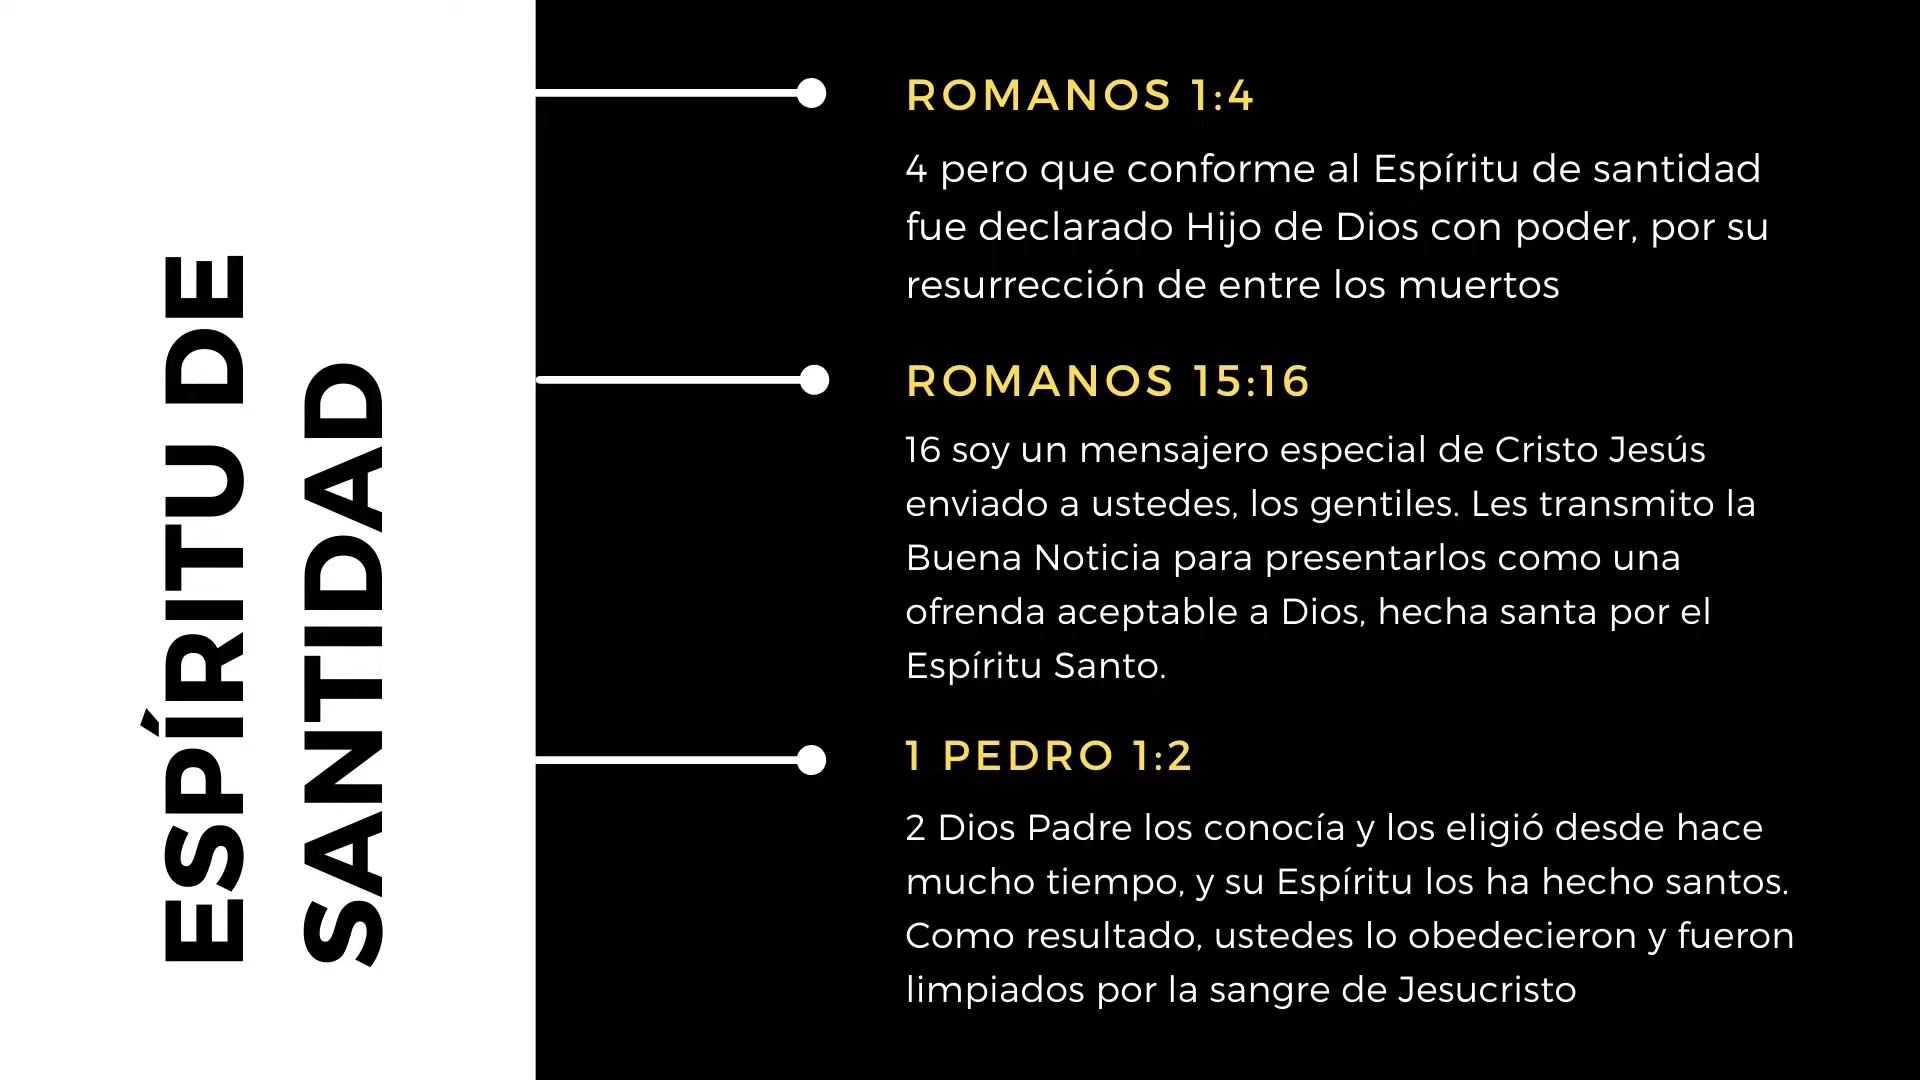 ESPÍRITU DE
SANTIDAD
ROMANOS 1:4
4 pero que conforme al Espíritu de santidad
fue declarado Hijo de Dios con poder, por su
resurrección de entre los muertos
ROMANOS 15:16
16 soy un mensajero especial de Cristo Jesús
enviado a ustedes, los gentiles. Les transmito la
Buena Noticia para presentarlos como una
ofrenda aceptable a Dios, hecha santa por el
Espíritu Santo.
1 PEDRO 1:2
2 Dios Padre los conocía y los eligió desde hace
mucho tiempo, y su Espíritu los ha hecho santos.
Como resultado, ustedes lo obedecieron y fueron
limpiados por la sangre de Jesucristo